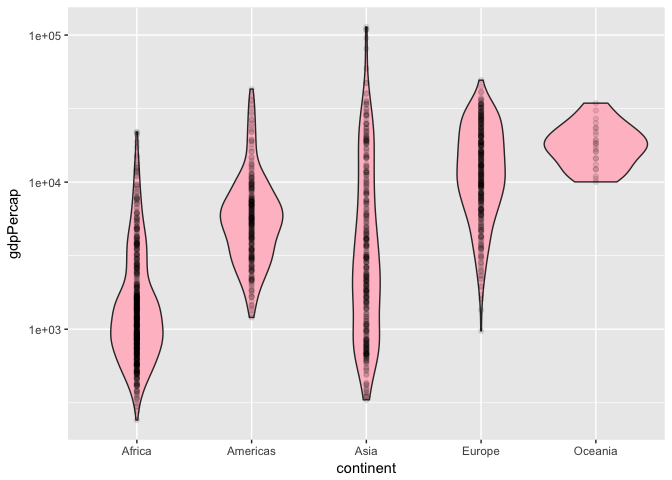 1e+05
1e+04
1e+03
gdpPercap
Africa
Americas
Asia
Europe
Oceania
continent